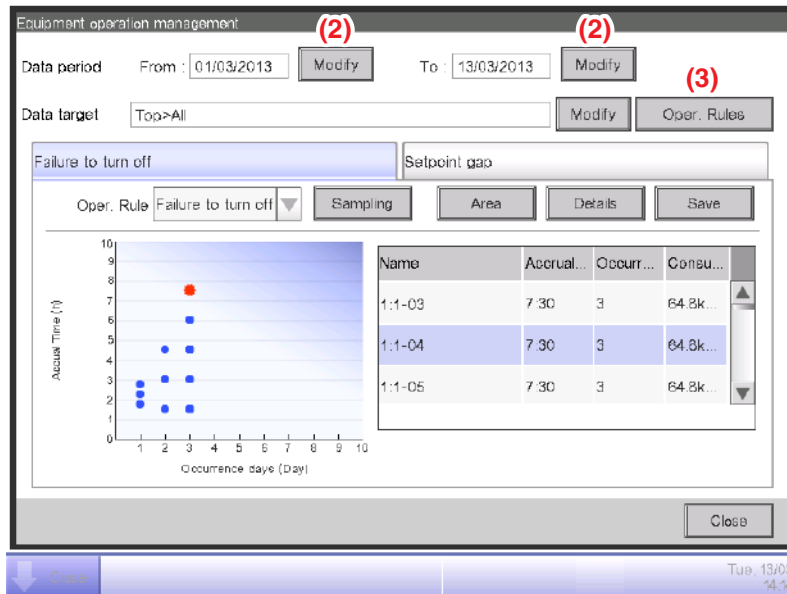 Equipment operation management
(2) (2)
Data period From : 01/03/2013 Modify To : 13/03/2013 Modify
(3)
Data target Top>All Modify Oper. Rules
Failure to turn off Setpoint gap
Oper. Rule Failure to turn off Sampling Area Details Save
Name Accrual... Occurr... Consu...
1:1-03 7:30 3 64.8k...
1:1-04 7:30 3 64.8k...
1:1-05 7:30 3 64.8k...
Accual Time (h)
10
9
8
7
6
5
4
3
2
1
0
1 2 3 4 5 6 7 8 9 10
Occurrence days (Day)
Close
Close
Tue, 13/03